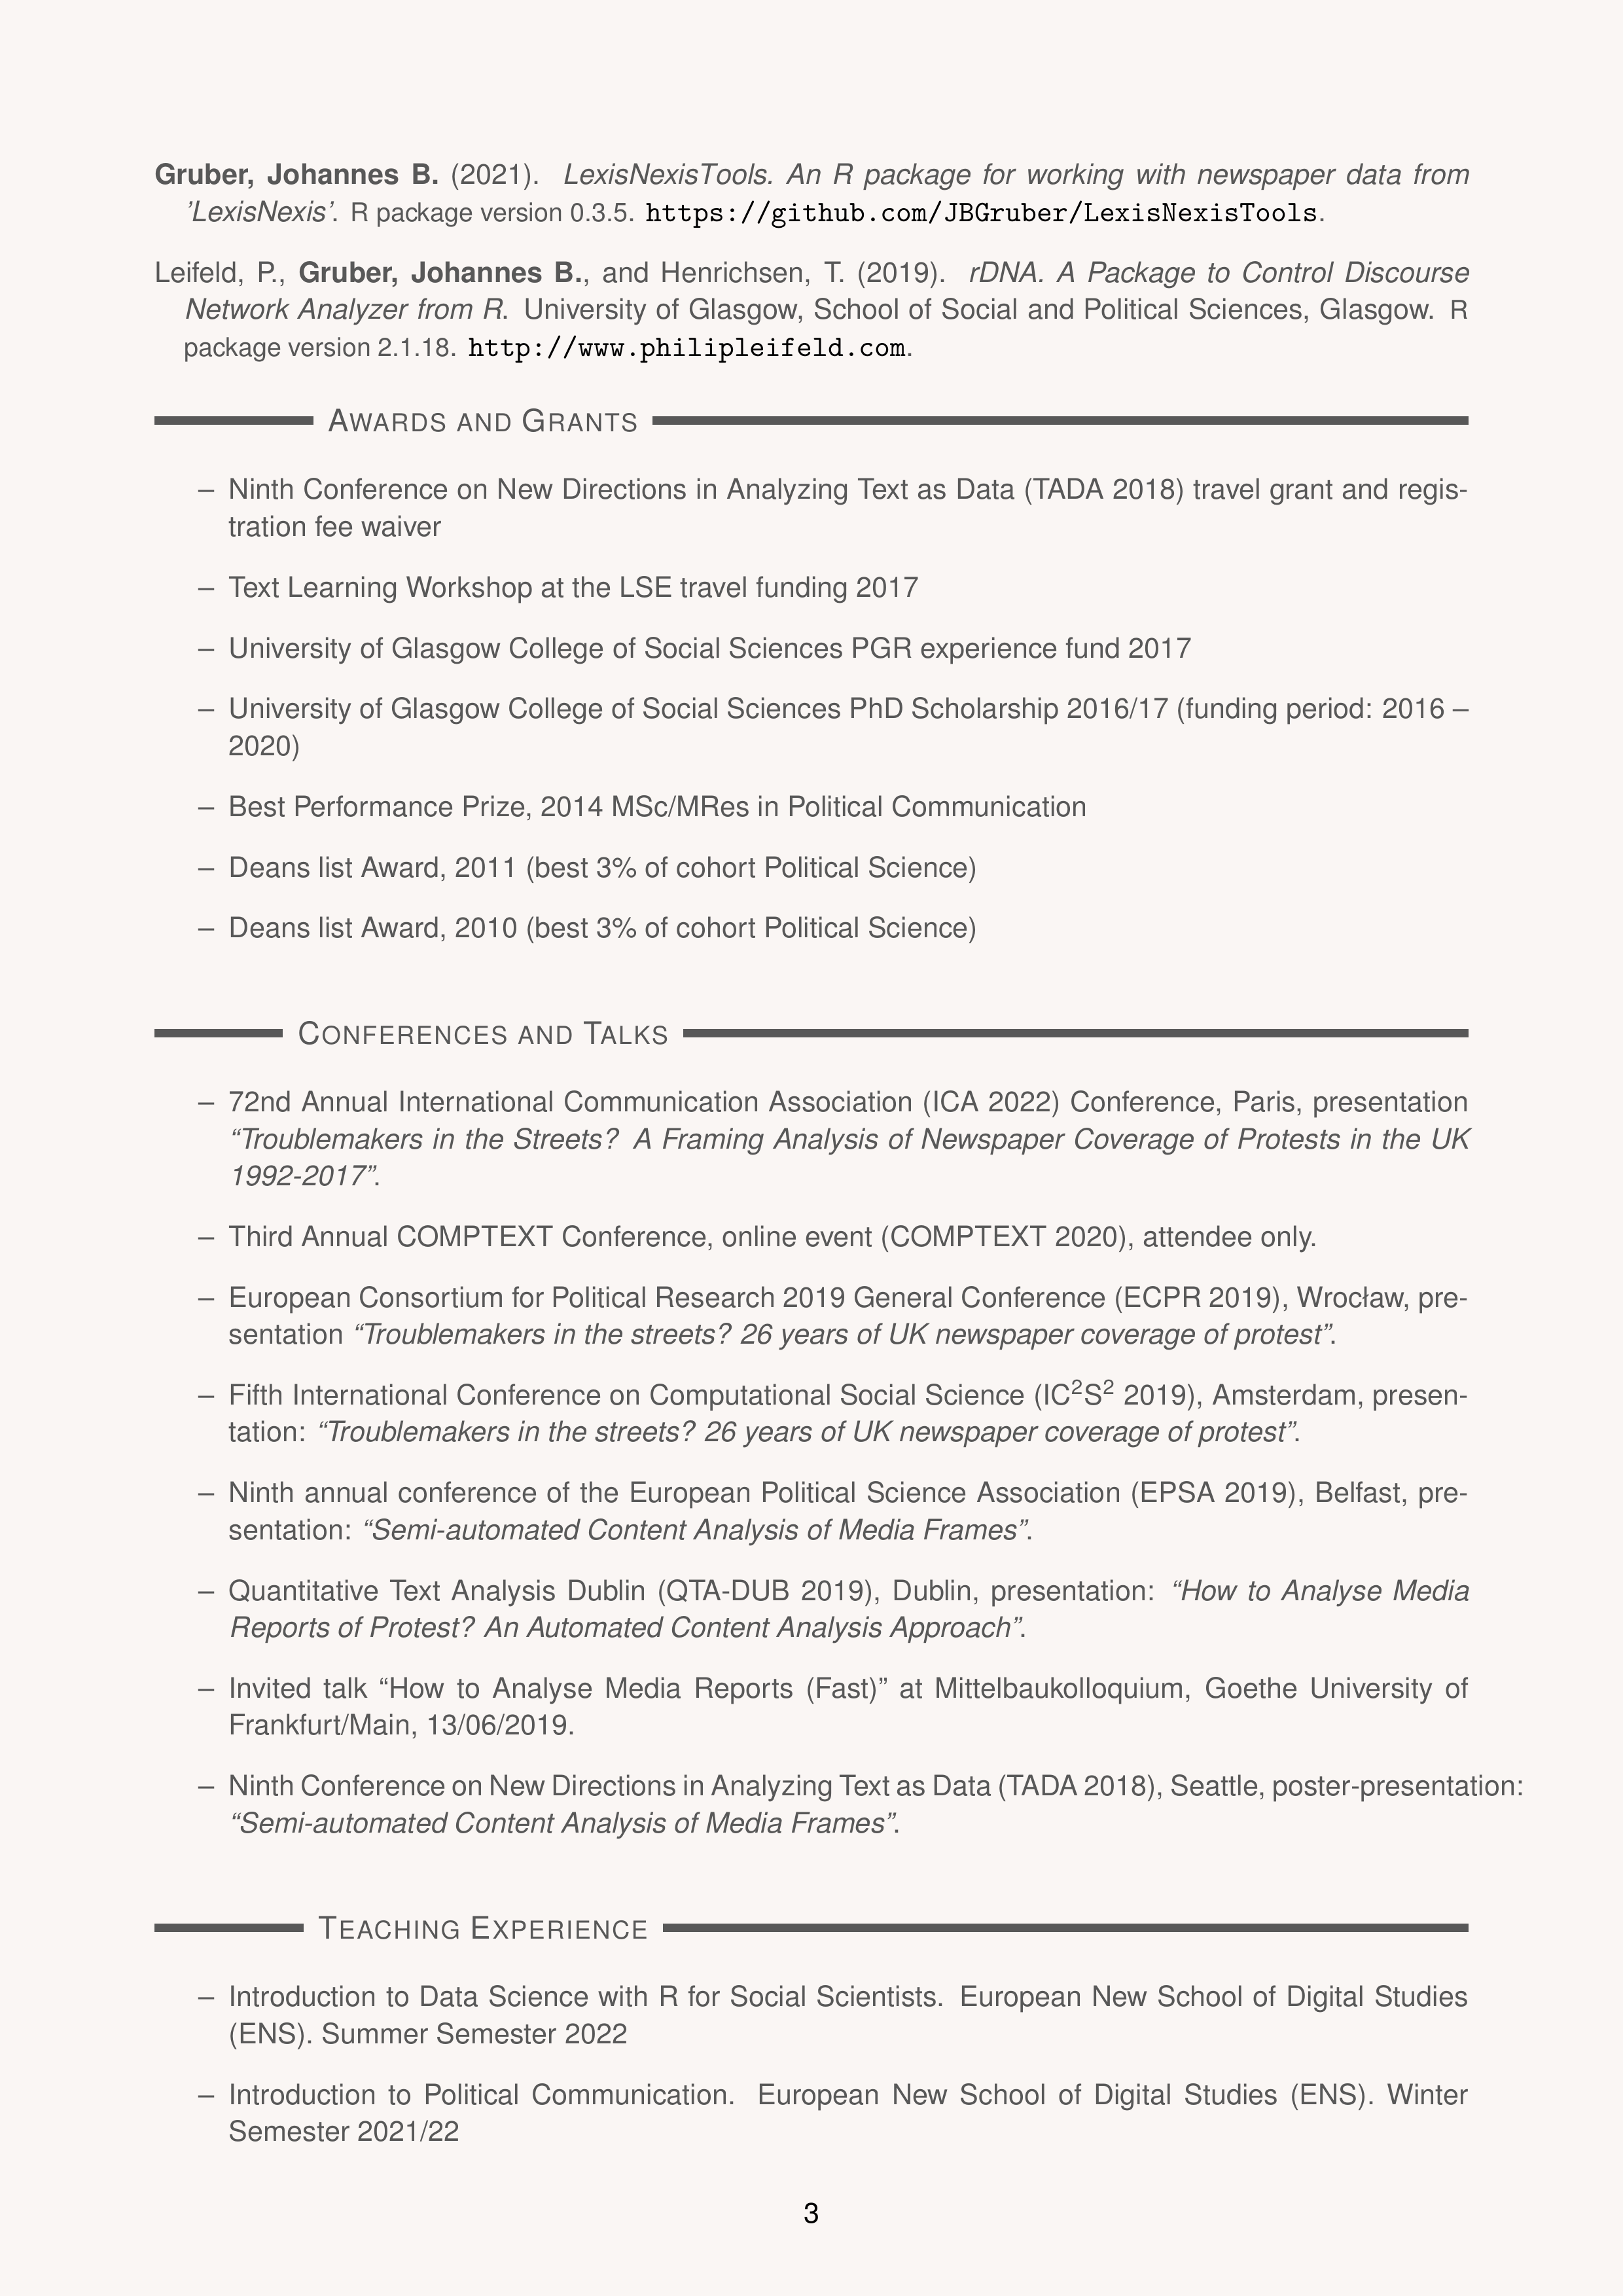 Gruber, Johannes B. (2021). LexisNexisTools. An R package for working with newspaper data from
’LexisNexis’. R package version 0.3.5. https://github.com/JBGruber/LexisNexisTools.
Leifeld, P., Gruber, Johannes B., and Henrichsen, T. (2019). rDNA. A Package to Control Discourse
Network Analyzer from R. University of Glasgow, School of Social and Political Sciences, Glasgow. R
package version 2.1.18. http://www.philipleifeld.com.
AWARDS AND GRANTS
– Ninth Conference on New Directions in Analyzing Text as Data (TADA 2018) travel grant and regis-
tration fee waiver
– Text Learning Workshop at the LSE travel funding 2017
– University of Glasgow College of Social Sciences PGR experience fund 2017
– University of Glasgow College of Social Sciences PhD Scholarship 2016/17 (funding period: 2016 –
2020)
– Best Performance Prize, 2014 MSc/MRes in Political Communication
– Deans list Award, 2011 (best 3% of cohort Political Science)
– Deans list Award, 2010 (best 3% of cohort Political Science)
CONFERENCES AND TALKS
– 72nd Annual International Communication Association (ICA 2022) Conference, Paris, presentation
“Troublemakers in the Streets? A Framing Analysis of Newspaper Coverage of Protests in the UK
1992-2017”.
– Third Annual COMPTEXT Conference, online event (COMPTEXT 2020), attendee only.
– European Consortium for Political Research 2019 General Conference (ECPR 2019), Wrocław, pre-
sentation “Troublemakers in the streets? 26 years of UK newspaper coverage of protest”.
– Fifth International Conference on Computational Social Science (IC²S² 2019), Amsterdam, presen-
tation: “Troublemakers in the streets? 26 years of UK newspaper coverage of protest”.
– Ninth annual conference of the European Political Science Association (EPSA 2019), Belfast, pre-
sentation: “Semi-automated Content Analysis of Media Frames”.
– Quantitative Text Analysis Dublin (QTA-DUB 2019), Dublin, presentation: “How to Analyse Media
Reports of Protest? An Automated Content Analysis Approach”.
– Invited talk “How to Analyse Media Reports (Fast)” at Mittelbaukolloquium, Goethe University of
Frankfurt/Main, 13/06/2019.
– Ninth Conference on New Directions in Analyzing Text as Data (TADA 2018), Seattle, poster-presentation:
“Semi-automated Content Analysis of Media Frames”.
TEACHING EXPERIENCE
– Introduction to Data Science with R for Social Scientists. European New School of Digital Studies
(ENS). Summer Semester 2022
– Introduction to Political Communication. European New School of Digital Studies (ENS). Winter
Semester 2021/22
3